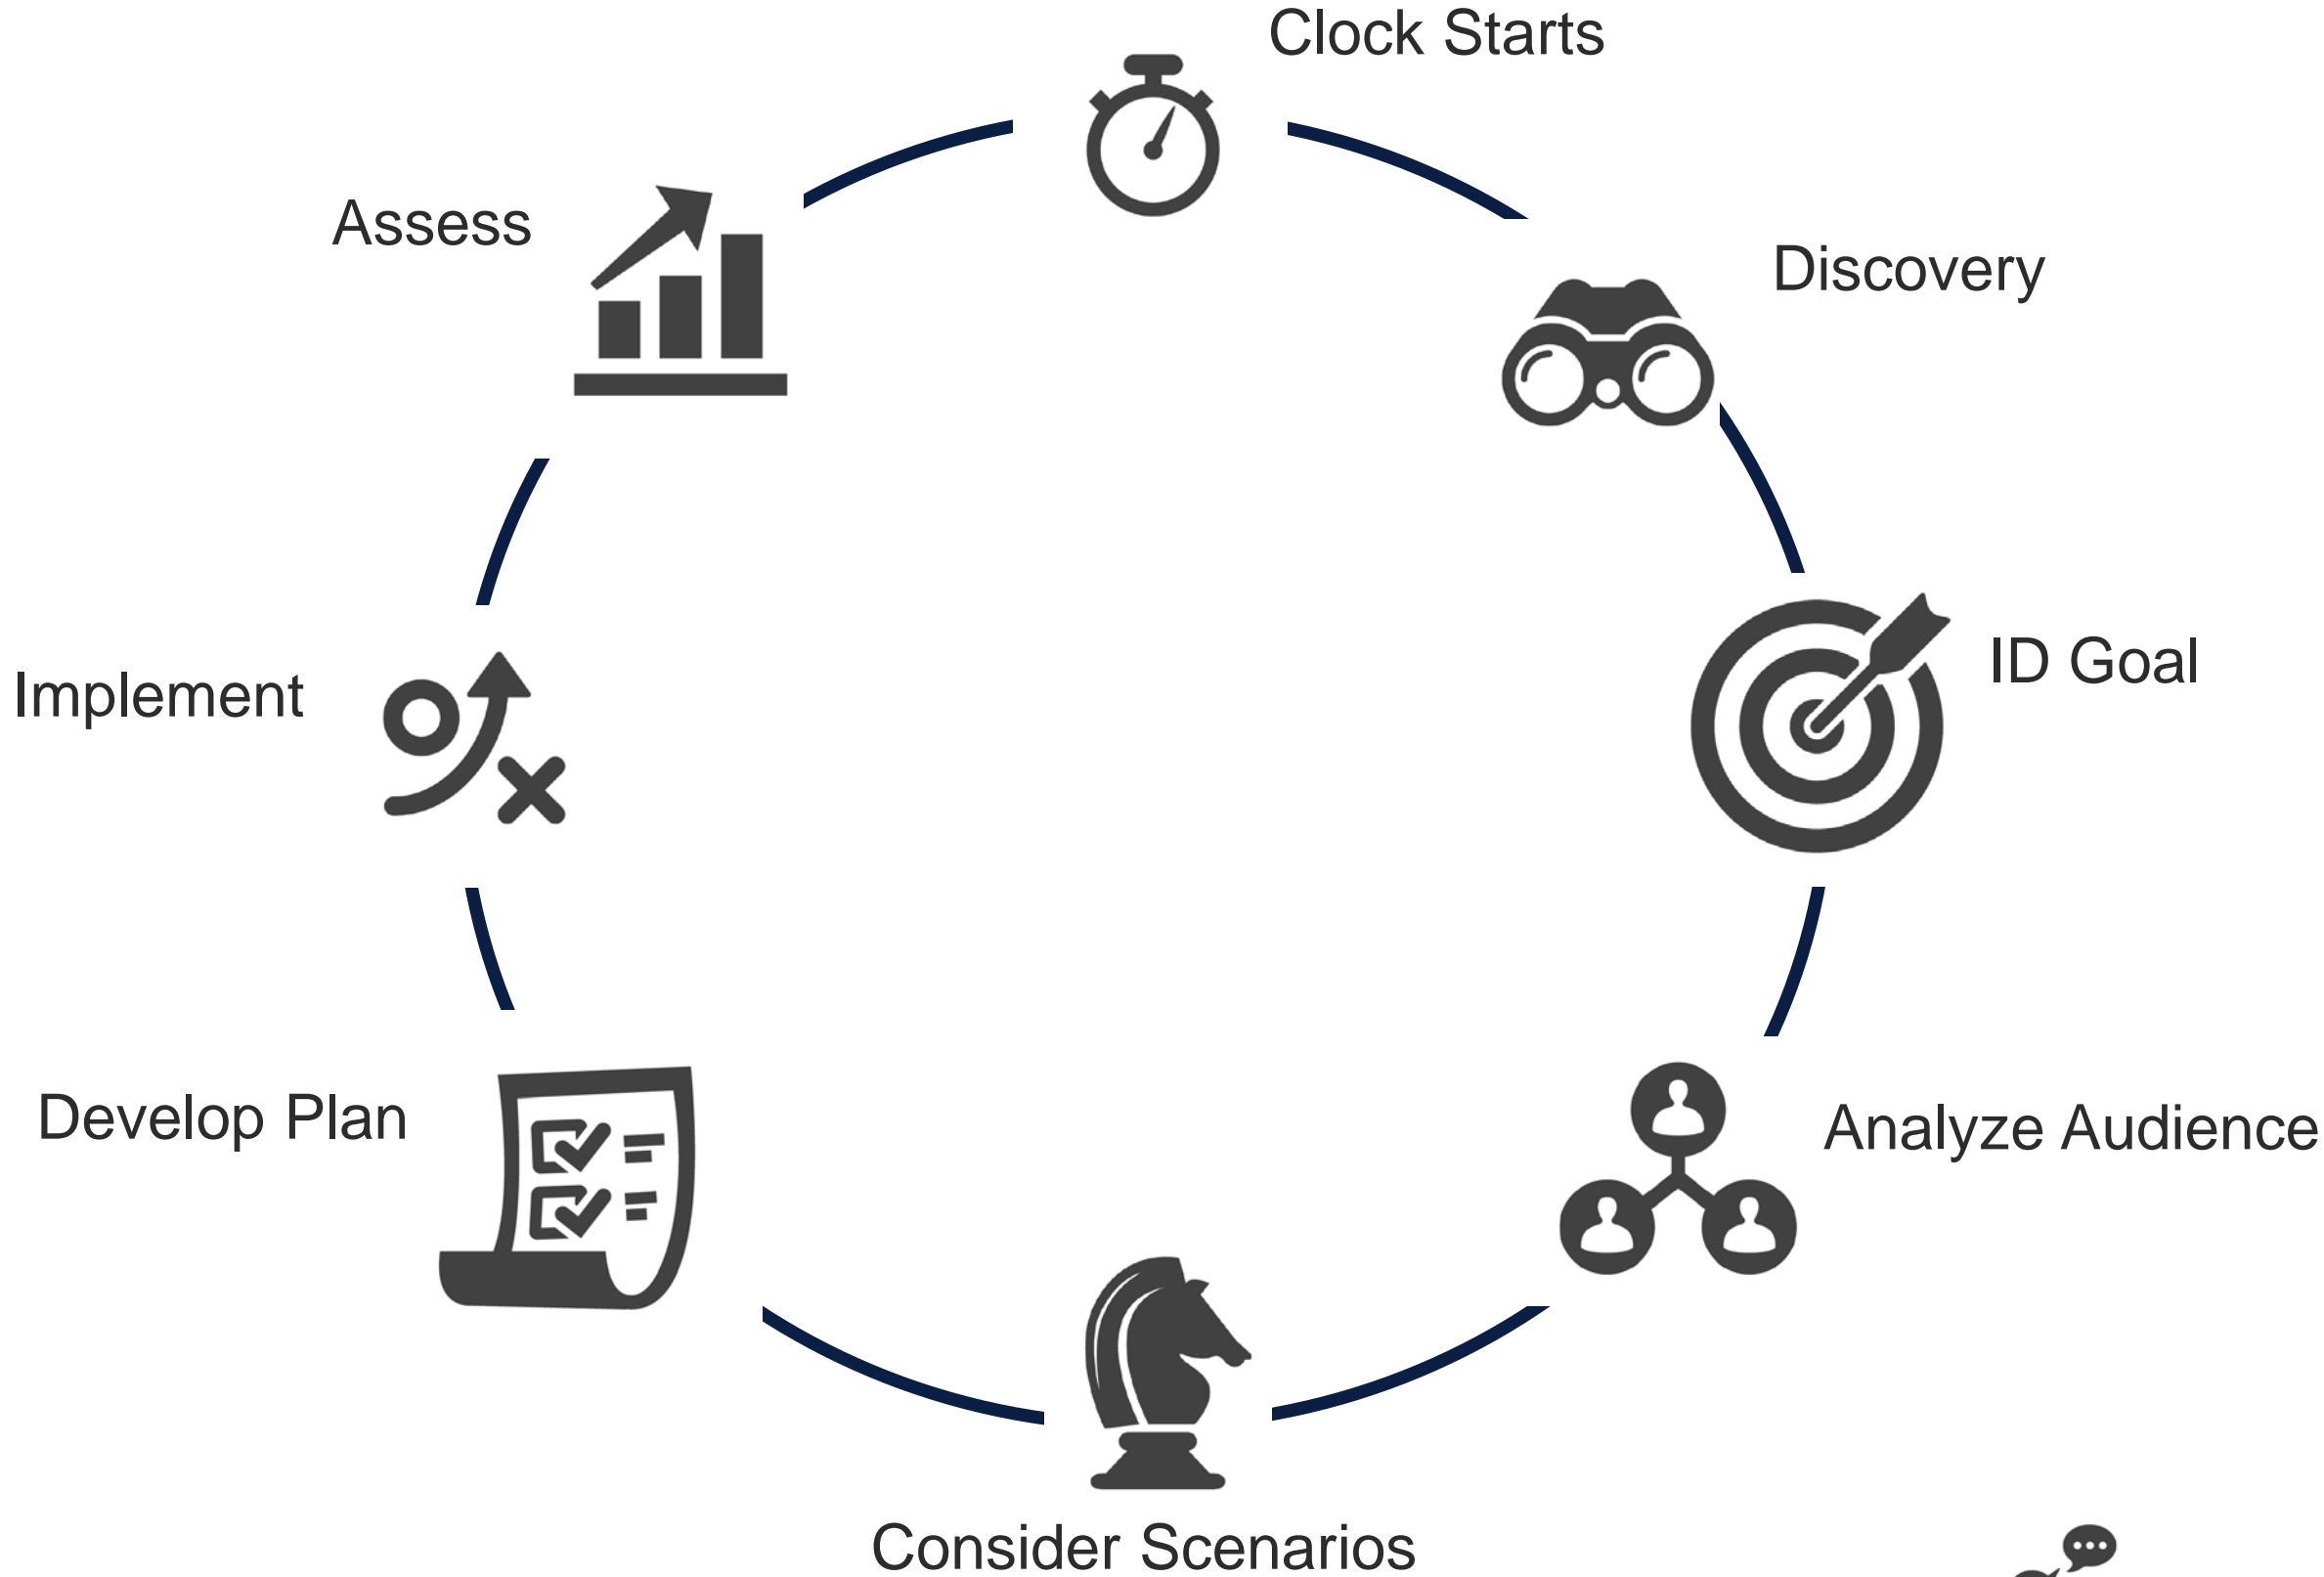 Clock Starts
Discovery
ID Goal
Analyze Audience
Consider Scenarios
Develop Plan
Implement
Assess